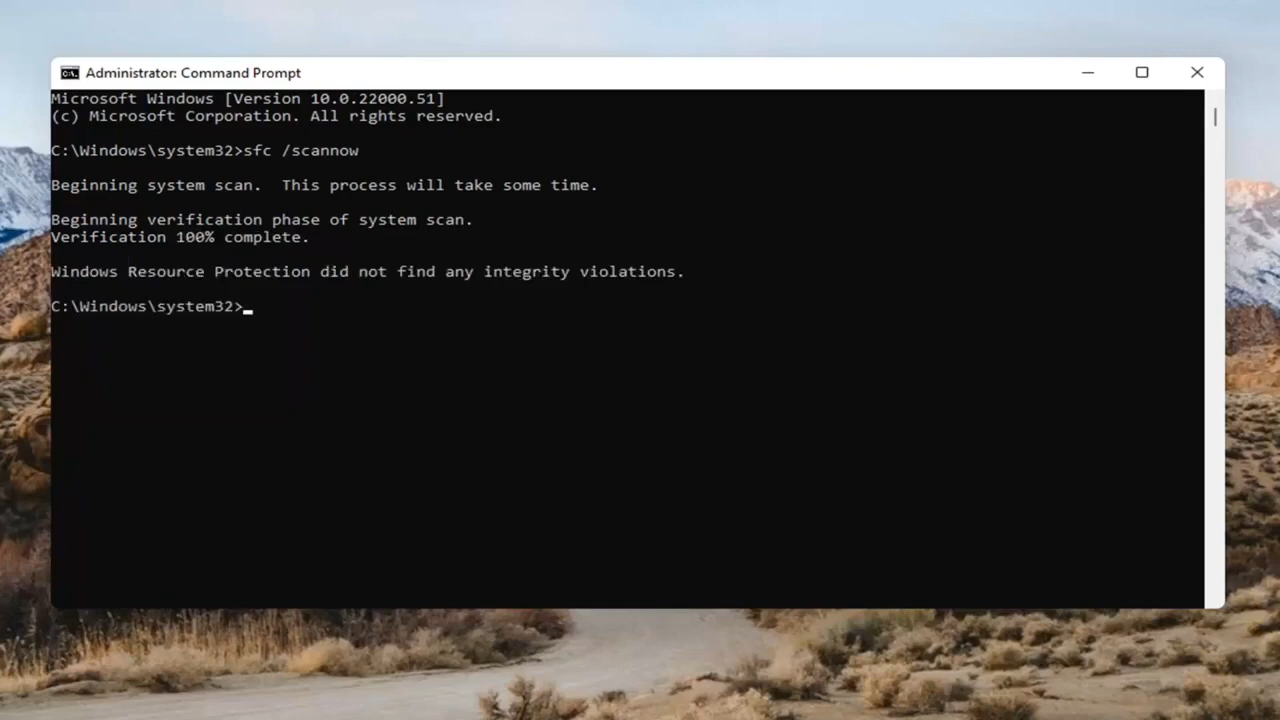 Administrator: Command Prompt
Microsoft Windows [Version 10.0.22000.51]
(c) Microsoft Corporation. All rights reserved.
C:\Windows\system32>sfc /scannow
Beginning system scan.  This process will take some time.
Beginning verification phase of system scan.
Verification 100% complete.
Windows Resource Protection did not find any integrity violations.
C:\Windows\system32>